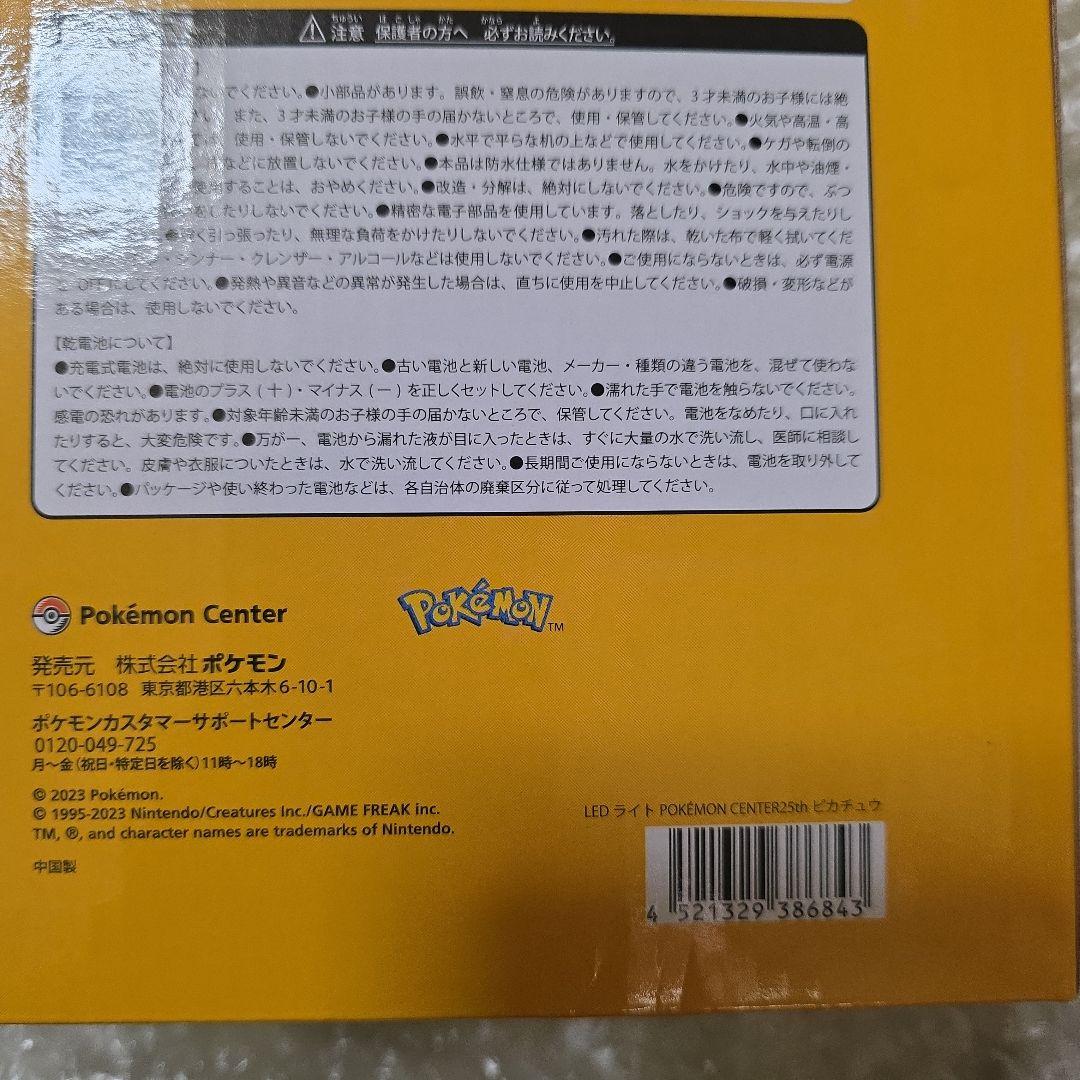 ちゅうい ほごしゃ かた かなら よ
注意 保護者の方へ 必ずお読みください。
ないでください。●小部品があります。誤飲・窒息の危険がありますので、3才未満のお子様には絶
また、3才未満のお子様の手の届かないところで、使用・保管してください。●火気や高温・高
使用・保管しないでください。●水平で平らな机の上などで使用してください。●ケガや転倒の
などに放置しないでください。●本品は防水仕様ではありません。水をかけたり、水中や油煙・
使用することは、おやめください。●改造・分解は、絶対にしないでください。●危険ですので、ぶつ
をしたりしないでください。●精密な電子部品を使用しています。落としたり、ショックを与えたりし
く引っ張ったり、無理な負荷をかけたりしないでください。●汚れた際は、乾いた布で軽く拭いてくだ
ンナー・クレンザー・アルコールなどは使用しないでください。●ご使用にならないときは、必ず電源
OFFにしてください。●発熱や異音などの異常が発生した場合は、直ちに使用を中止してください。●破損・変形などが
ある場合は、使用しないでください。
【乾電池について】
●充電式電池は、絶対に使用しないでください。●古い電池と新しい電池、メーカー・種類の違う電池を、混ぜて使わな
いでください。●電池のプラス(＋)・マイナス(－)を正しくセットしてください。●濡れた手で電池を触らないでください。
感電の恐れがあります。●対象年齢未満のお子様の手の届かないところで、保管してください。電池をなめたり、口に入れ
たりすると、大変危険です。●万が一、電池から漏れた液が目に入ったときは、すぐに大量の水で洗い流し、医師に相談し
てください。皮膚や衣服についたときは、水で洗い流してください。●長期間ご使用にならないときは、電池を取り外して
ください。●パッケージや使い終わった電池などは、各自治体の廃棄区分に従って処理してください。
Pokémon Center
POKéMON™
発売元 株式会社ポケモン
〒106-6108 東京都港区六本木6-10-1
ポケモンカスタマーサポートセンター
0120-049-725
月〜金(祝日・特定日を除く)11時〜18時
© 2023 Pokémon.
© 1995-2023 Nintendo/Creatures Inc./GAME FREAK inc.
TM, ®, and character names are trademarks of Nintendo.
中国製
LED ライト POKÉMON CENTER25th ピカチュウ
4 521329 386843